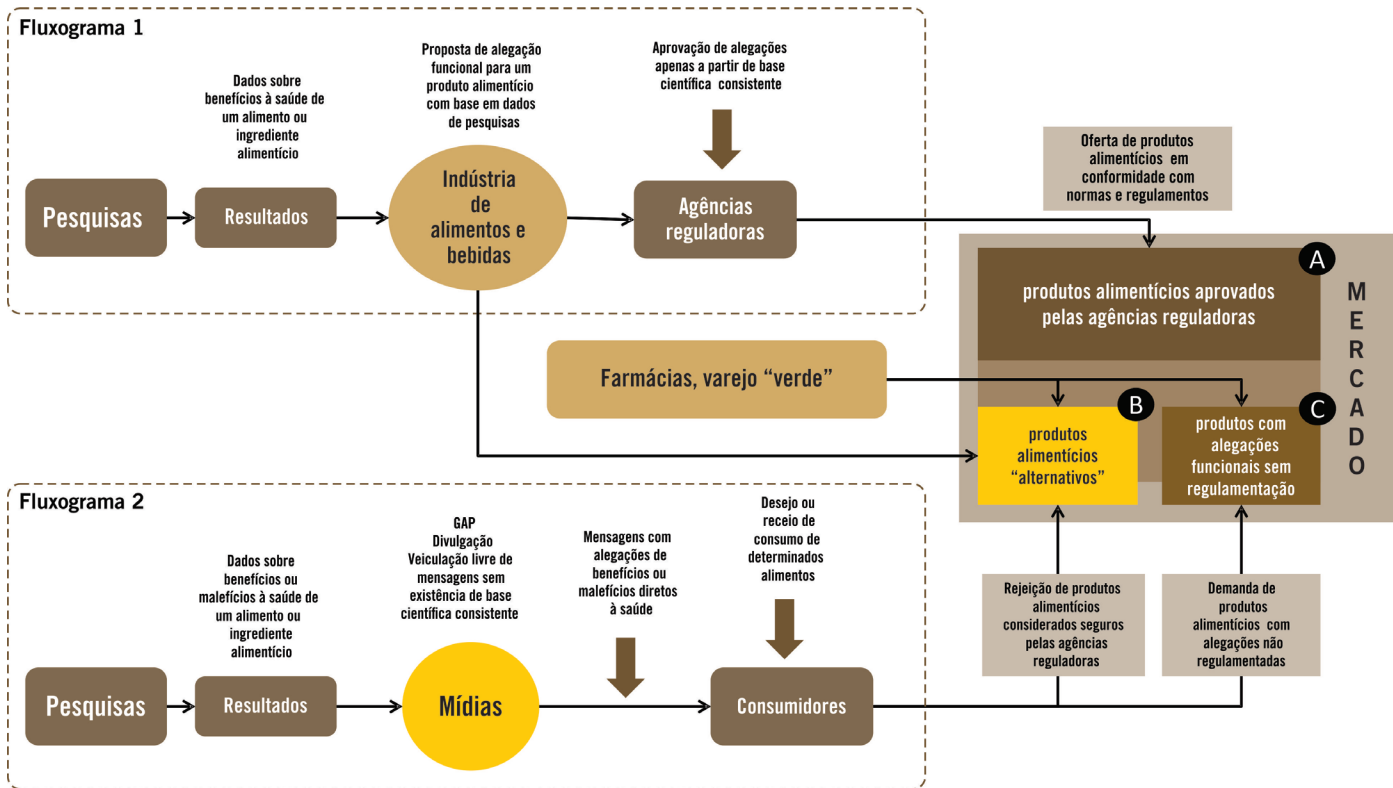 Fluxograma 1
Dados sobre
benefícios à saúde de
um alimento ou
ingrediente
alimentício
Proposta de alegação
funcional para um
produto alimentício
com base em dados
de pesquisas
Aprovação de alegações
apenas a partir de base
científica consistente
Pesquisas
Resultados
Indústria
de
alimentos e
bebidas
Agências
reguladoras
Oferta de produtos
alimentícios em
conformidade com
normas e regulamentos
A
produtos alimentícios aprovados
pelas agências reguladoras
MERCADO
Farmácias, varejo “verde”
B
produtos
alimentícios
“alternativos”
C
produtos com
alegações
funcionais sem
regulamentação
Fluxograma 2
Dados sobre
benefícios ou
malefícios à saúde de
um alimento ou
ingrediente
alimentício
GAP
Divulgação
Veiculação livre de
mensagens sem
existência de base
científica consistente
Mensagens com
alegações de
benefícios ou
malefícios diretos
à saúde
Desejo ou
receio de
consumo de
determinados
alimentos
Pesquisas
Resultados
Mídias
Consumidores
Rejeição de produtos
alimentícios
considerados seguros
pelas agências
reguladoras
Demanda de
produtos
alimentícios com
alegações não
regulamentadas